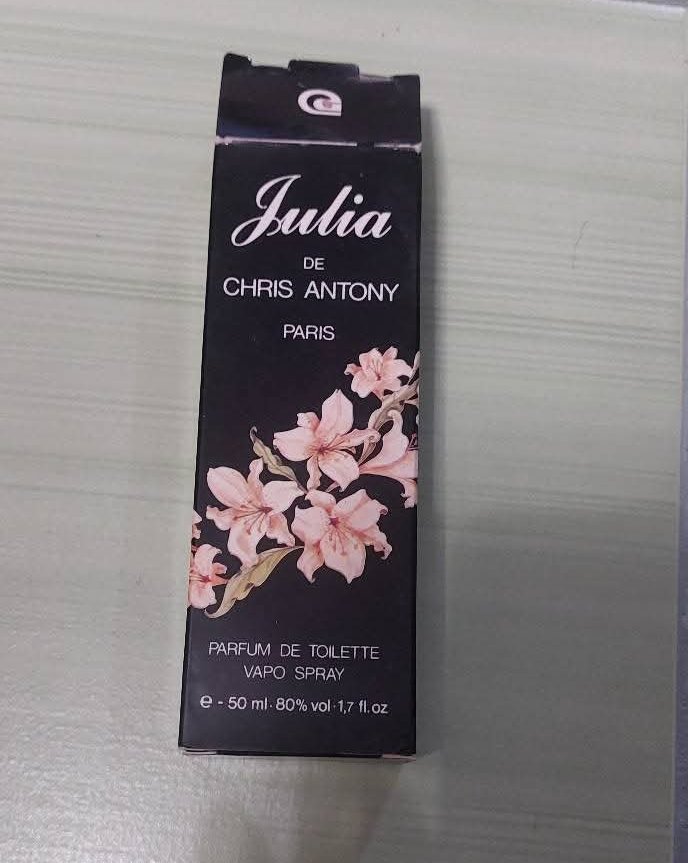 Julia
DE
CHRIS ANTONY
PARIS
PARFUM DE TOILETTE
VAPO SPRAY
e - 50 ml · 80% vol · 1,7 fl. oz